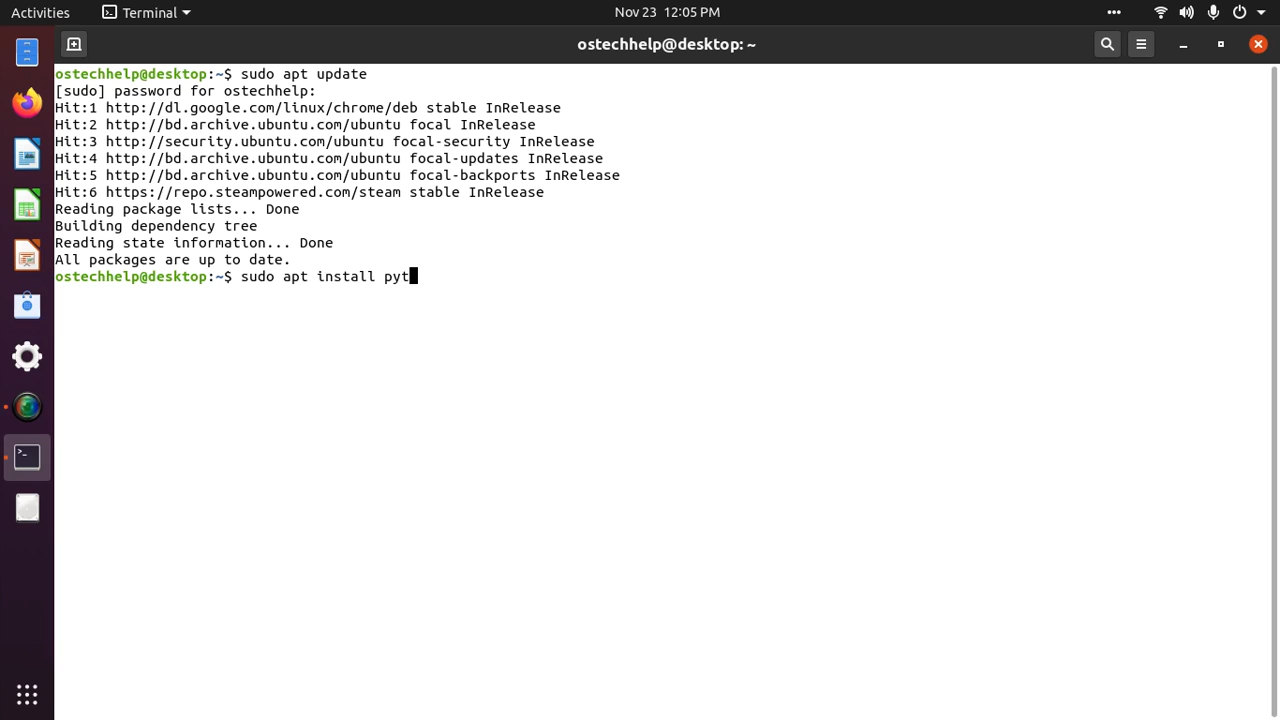 Activities
Terminal
Nov 23 12:05 PM
ostechhelp@desktop: ~
ostechhelp@desktop:~$ sudo apt update
[sudo] password for ostechhelp:
Hit:1 http://dl.google.com/linux/chrome/deb stable InRelease
Hit:2 http://bd.archive.ubuntu.com/ubuntu focal InRelease
Hit:3 http://security.ubuntu.com/ubuntu focal-security InRelease
Hit:4 http://bd.archive.ubuntu.com/ubuntu focal-updates InRelease
Hit:5 http://bd.archive.ubuntu.com/ubuntu focal-backports InRelease
Hit:6 https://repo.steampowered.com/steam stable InRelease
Reading package lists... Done
Building dependency tree
Reading state information... Done
All packages are up to date.
ostechhelp@desktop:~$ sudo apt install pyt